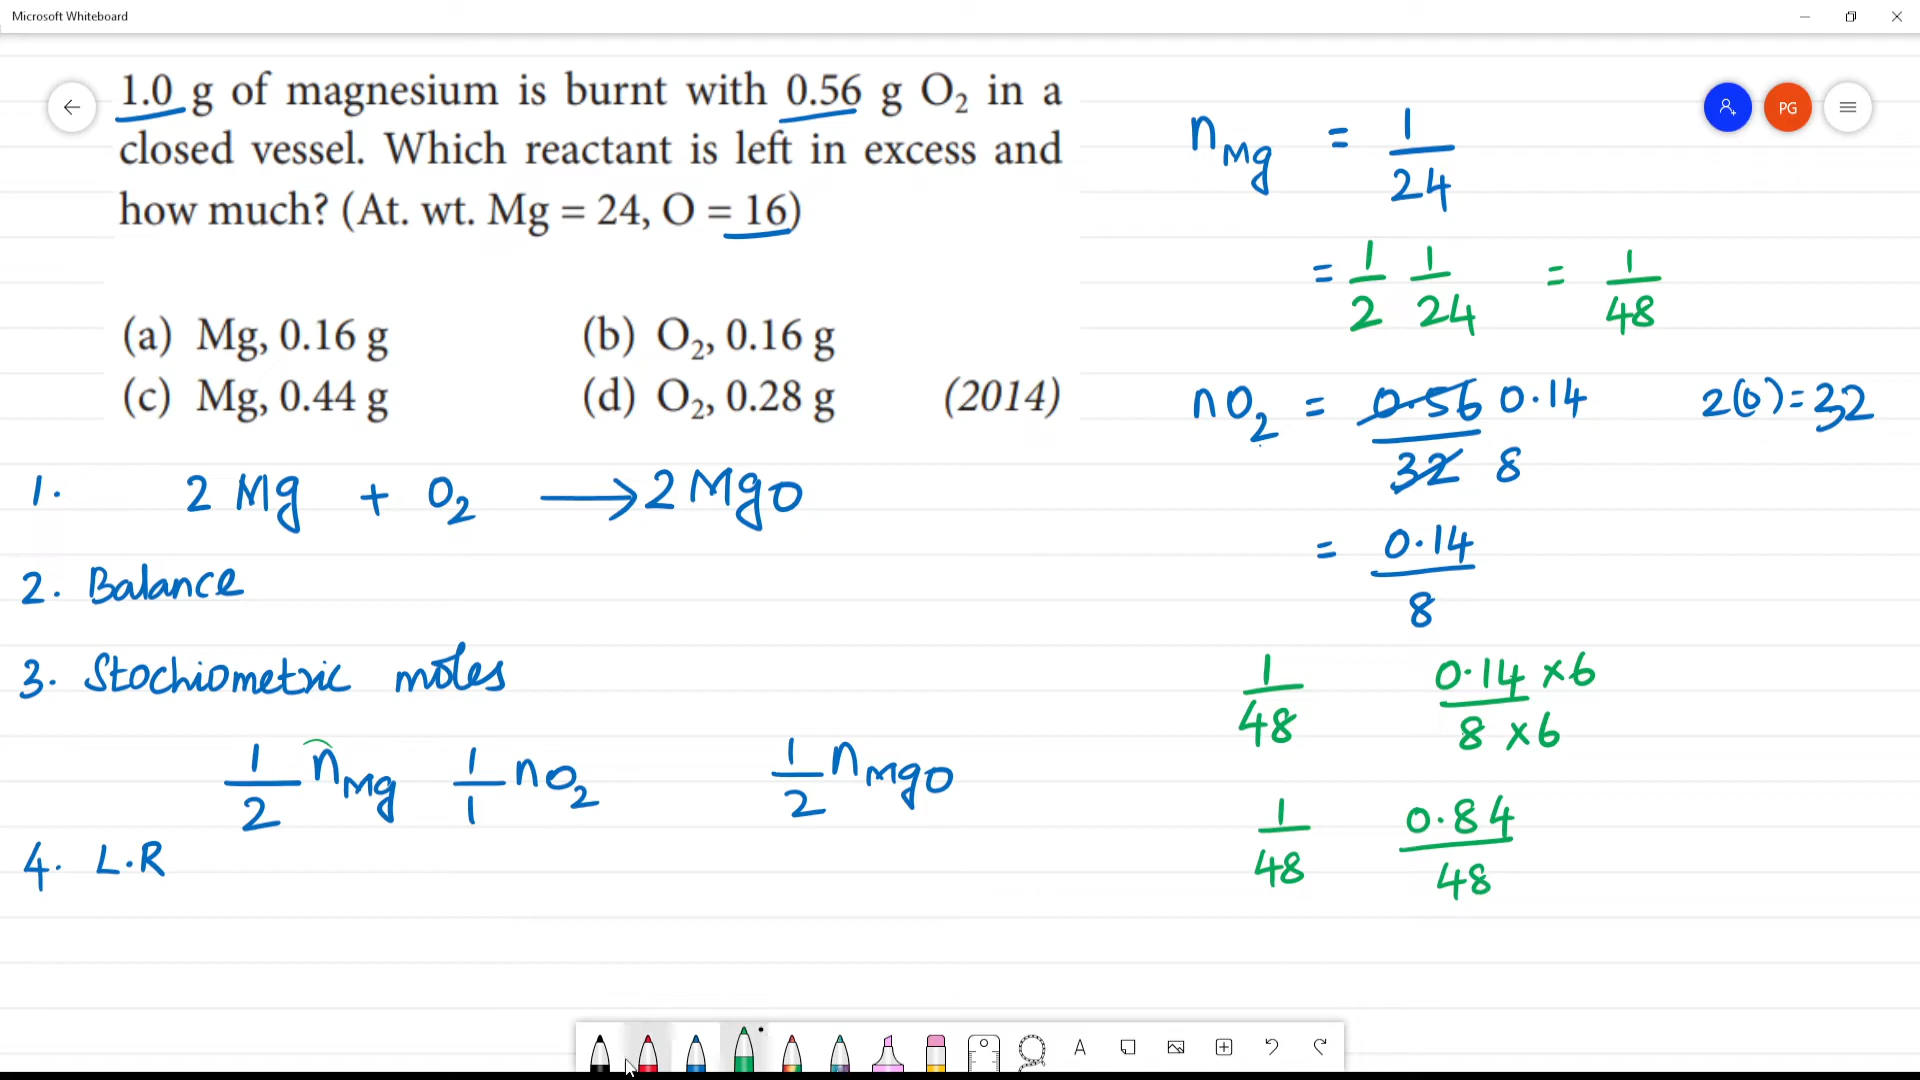 Microsoft Whiteboard
1.0 g of magnesium is burnt with 0.56 g O₂ in a
closed vessel. Which reactant is left in excess and
how much? (At. wt. Mg = 24, O = 16)
(a) Mg, 0.16 g (b) O₂, 0.16 g
(c) Mg, 0.44 g (d) O₂, 0.28 g (2014)
1. 2 Mg + O₂ ⟶ 2 MgO
2. Balance
3. Stochiometric moles
1/2 nMg 1/1 nO₂ 1/2 nMgO
4. L.R
PG
nMg = 1/24
= 1/2 1/24 = 1/48
nO₂ = 0.56/32 0.14/8 2(O) = 32
= 0.14/8
1/48 0.14 × 6/8 × 6
1/48 0.84/48
A